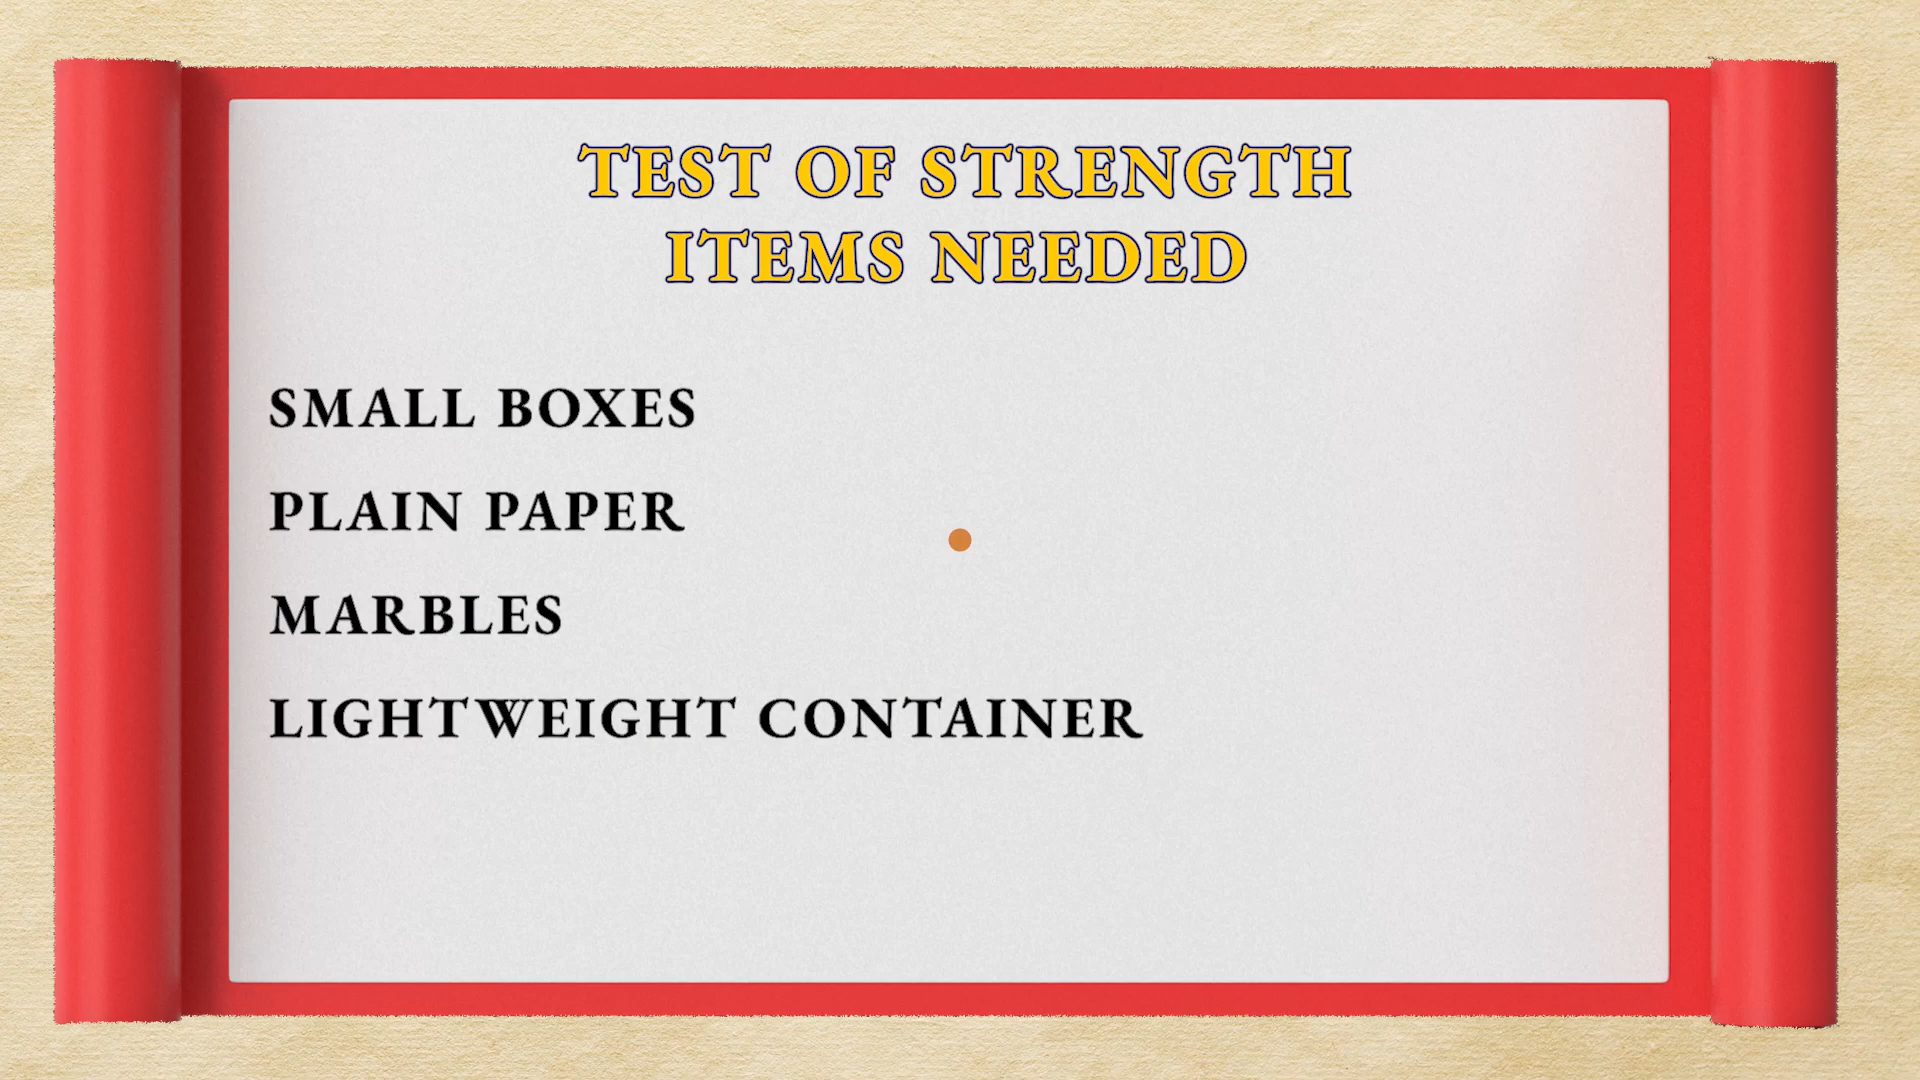 TEST OF STRENGTH
ITEMS NEEDED
SMALL BOXES
PLAIN PAPER
MARBLES
LIGHTWEIGHT CONTAINER